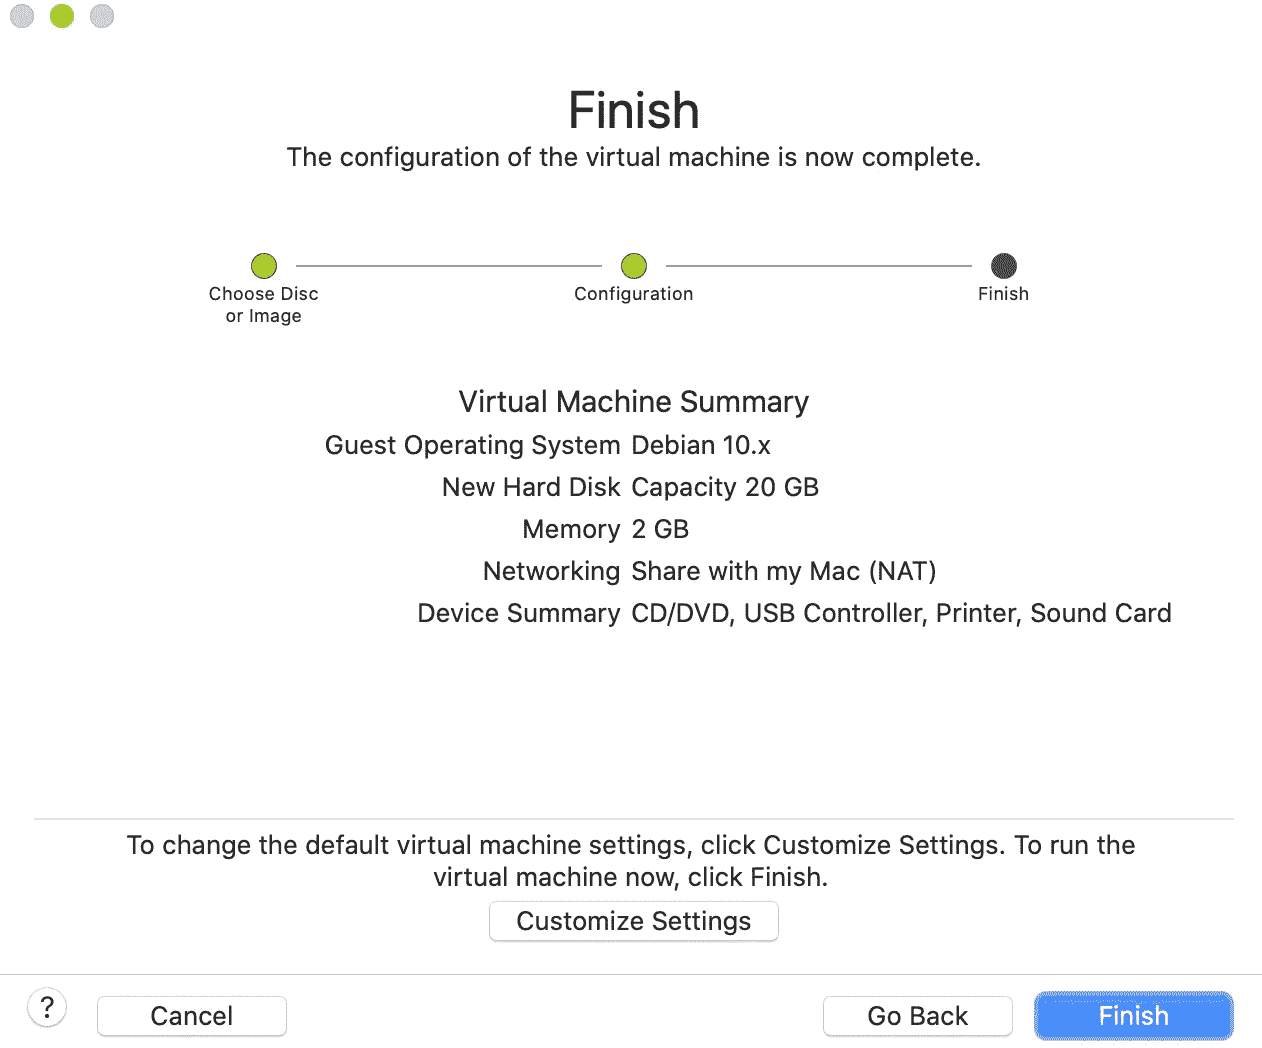 Finish
The configuration of the virtual machine is now complete.
Choose Disc
or Image
Configuration
Finish
Virtual Machine Summary
Guest Operating System Debian 10.x
New Hard Disk Capacity 20 GB
Memory 2 GB
Networking Share with my Mac (NAT)
Device Summary CD/DVD, USB Controller, Printer, Sound Card
To change the default virtual machine settings, click Customize Settings. To run the
virtual machine now, click Finish.
Customize Settings
? Cancel Go Back Finish